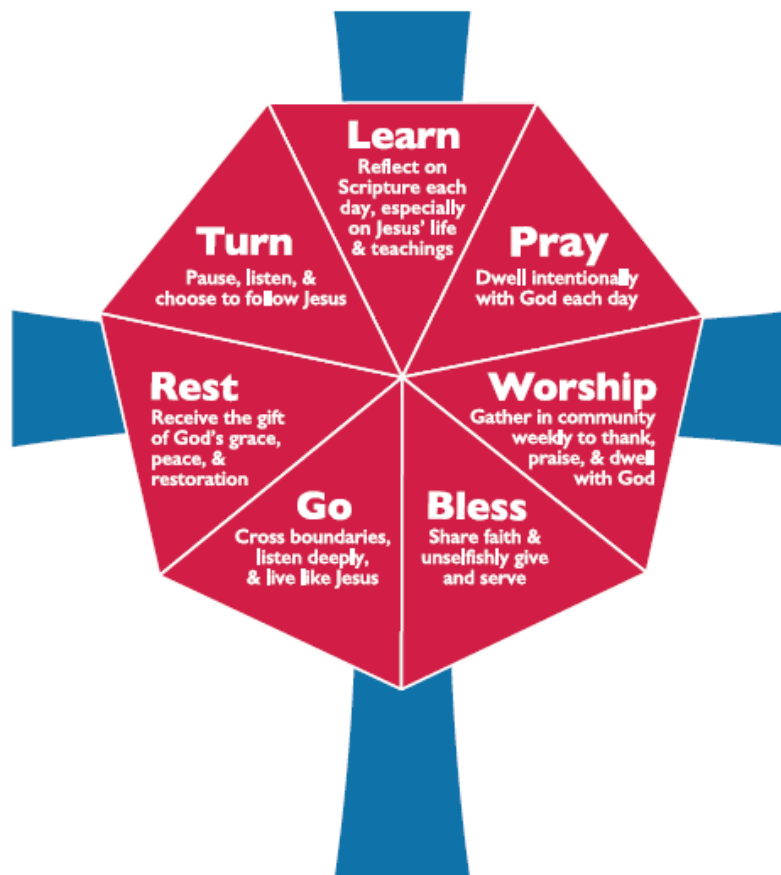 Learn
Reflect on
Scripture each
day, especially
on Jesus' life
& teachings
Turn
Pause, listen, &
choose to follow Jesus
Pray
Dwell intentionally
with God each day
Rest
Receive the gift
of God's grace,
peace, &
restoration
Worship
Gather in community
weekly to thank,
praise, & dwell
with God
Go
Cross boundaries,
listen deeply,
& live like Jesus
Bless
Share faith &
unselfishly give
and serve